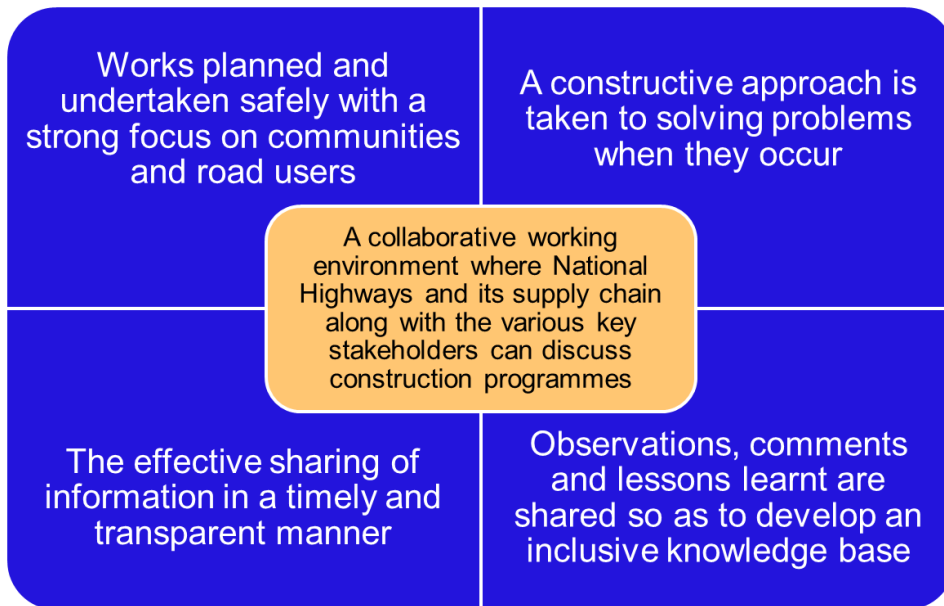 Works planned and
undertaken safely with a
strong focus on communities
and road users
A constructive approach is
taken to solving problems
when they occur
A collaborative working
environment where National
Highways and its supply chain
along with the various key
stakeholders can discuss
construction programmes
The effective sharing of
information in a timely and
transparent manner
Observations, comments
and lessons learnt are
shared so as to develop an
inclusive knowledge base